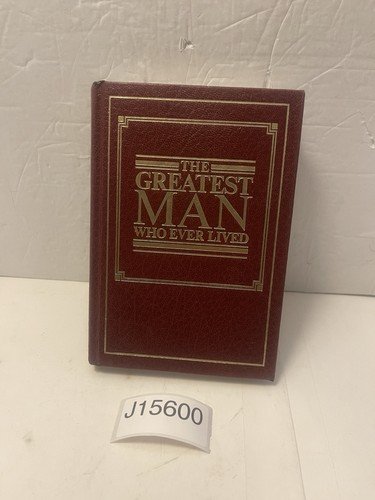 THE
GREATEST
MAN
WHO EVER LIVED
J15600